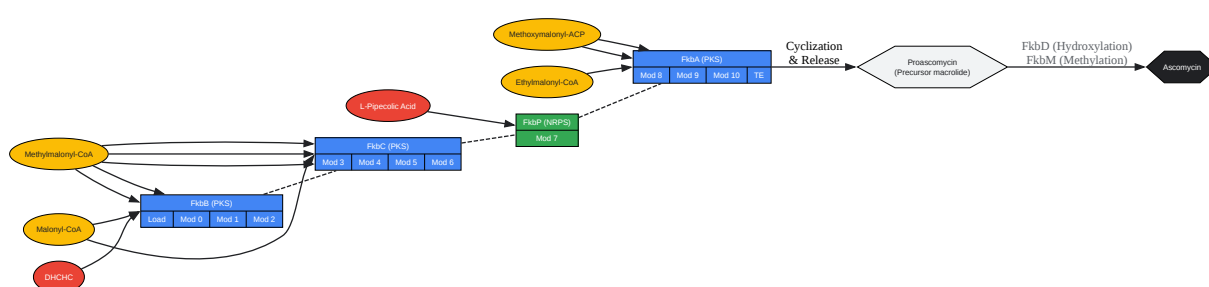 Methoxymalonyl-ACP
Ethylmalonyl-CoA
FkbA (PKS)
Mod 8 Mod 9 Mod 10 TE
Cyclization
& Release
Proascomycin
(Precursor macrolide)
FkbD (Hydroxylation)
FkbM (Methylation)
Ascomycin
L-Pipecolic Acid
FkbP (NRPS)
Mod 7
Methylmalonyl-CoA
FkbC (PKS)
Mod 3 Mod 4 Mod 5 Mod 6
FkbB (PKS)
Load Mod 0 Mod 1 Mod 2
Malonyl-CoA
DHCHC